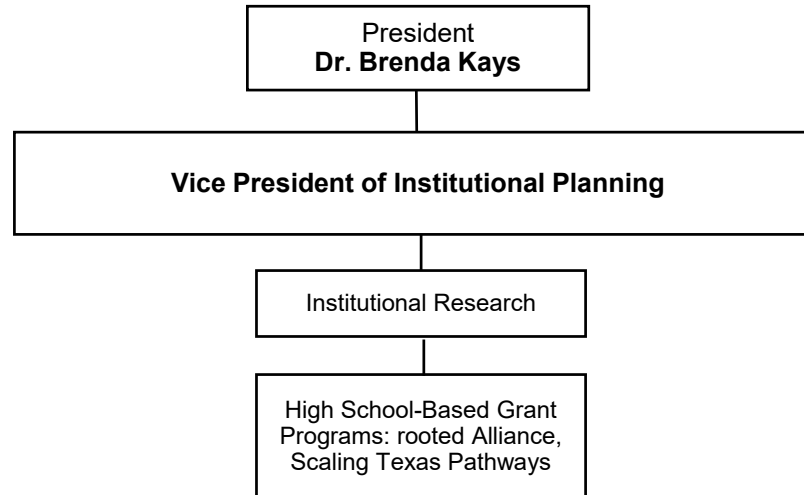 President
Dr. Brenda Kays
Vice President of Institutional Planning
Institutional Research
High School-Based Grant
Programs: rooted Alliance,
Scaling Texas Pathways